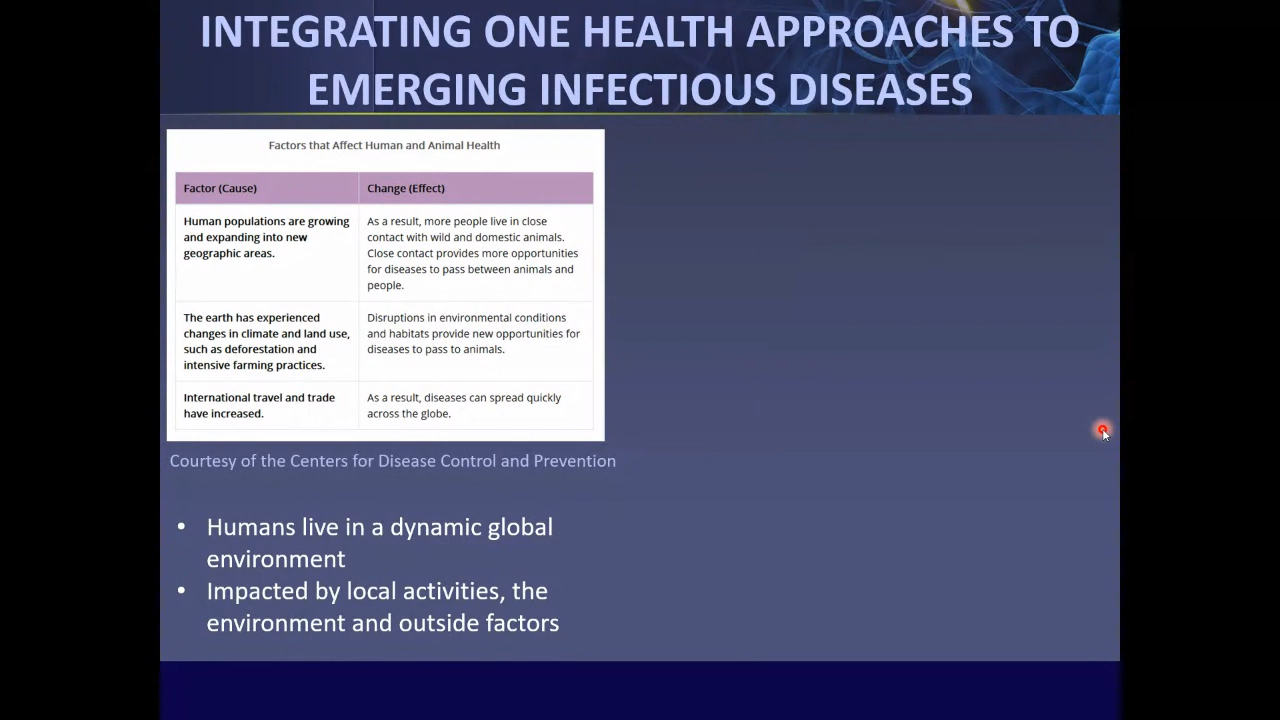 INTEGRATING ONE HEALTH APPROACHES TO
EMERGING INFECTIOUS DISEASES
Factors that Affect Human and Animal Health
Factor (Cause)
Change (Effect)
Human populations are growing
and expanding into new
geographic areas.
As a result, more people live in close
contact with wild and domestic animals.
Close contact provides more opportunities
for diseases to pass between animals and
people.
The earth has experienced
changes in climate and land use,
such as deforestation and
intensive farming practices.
Disruptions in environmental conditions
and habitats provide new opportunities for
diseases to pass to animals.
International travel and trade
have increased.
As a result, diseases can spread quickly
across the globe.
Courtesy of the Centers for Disease Control and Prevention
• Humans live in a dynamic global
environment
• Impacted by local activities, the
environment and outside factors